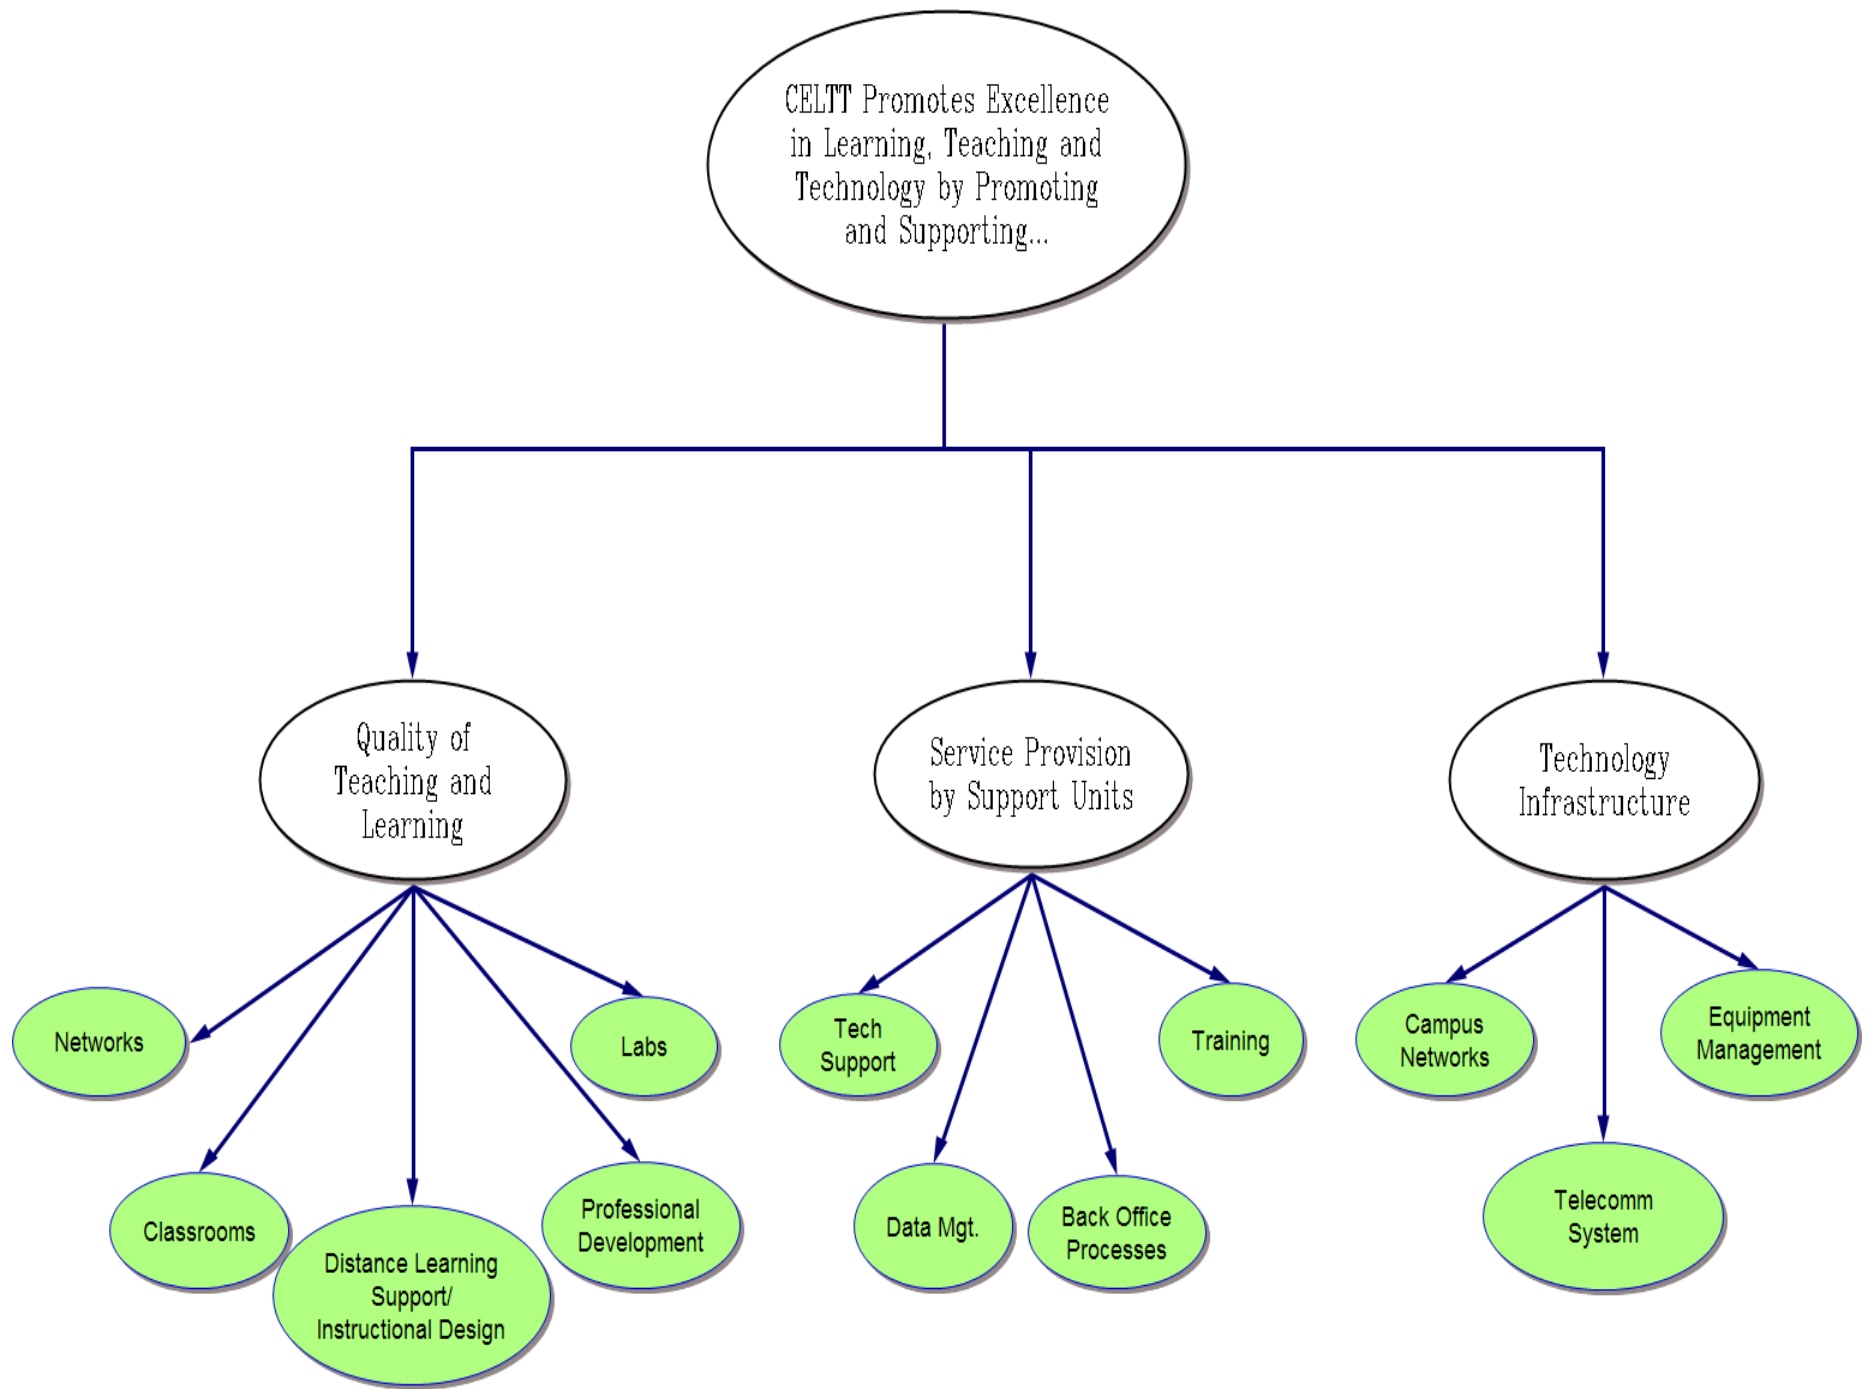 CELTT Promotes Excellence
in Learning, Teaching and
Technology by Promoting
and Supporting...
Quality of
Teaching and
Learning
Service Provision
by Support Units
Technology
Infrastructure
Networks
Classrooms
Distance Learning
Support/
Instructional Design
Professional
Development
Labs
Tech
Support
Data Mgt.
Back Office
Processes
Training
Campus
Networks
Telecomm
System
Equipment
Management